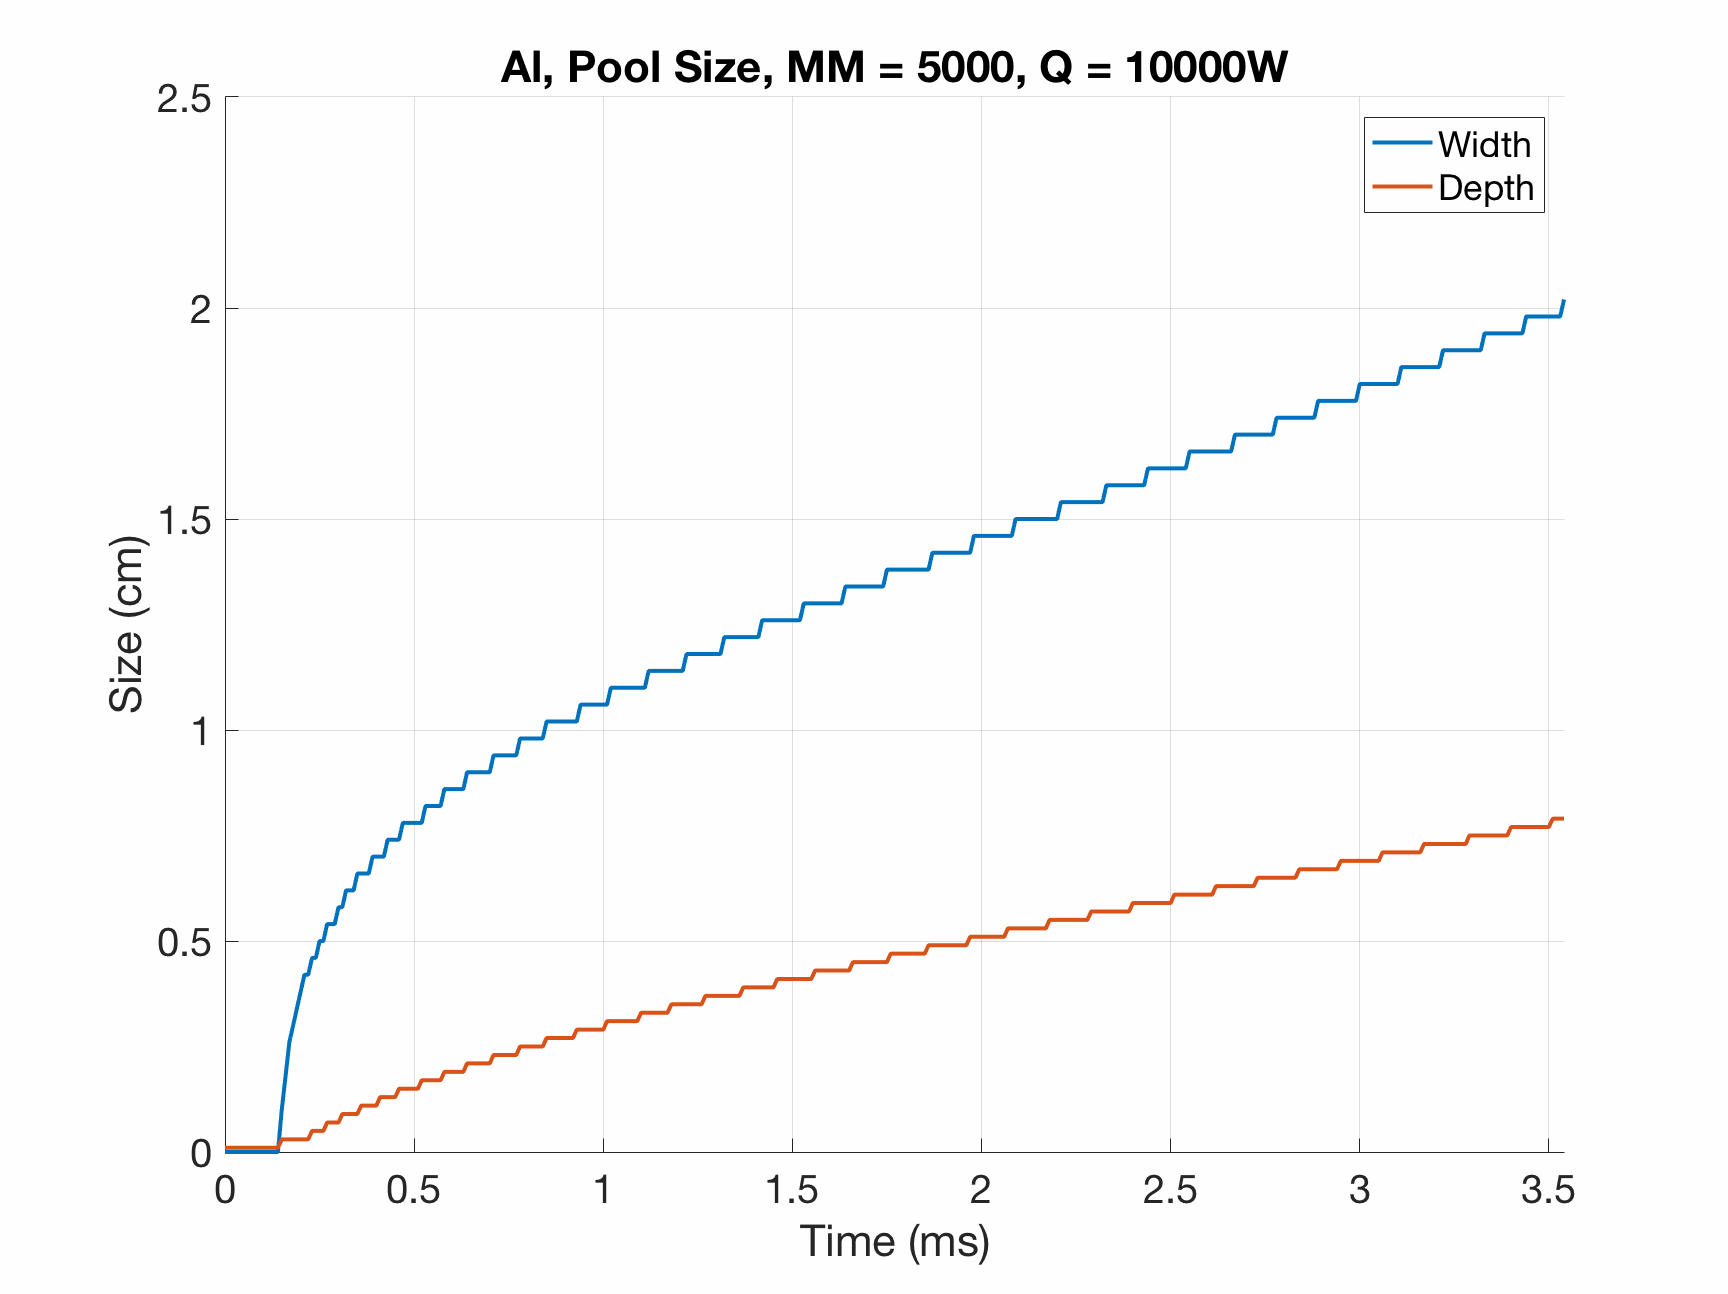 Al, Pool Size, MM = 5000, Q = 10000W
Width
Depth
2.5
2
1.5
1
0.5
0
Size (cm)
0 0.5 1 1.5 2 2.5 3 3.5
Time (ms)